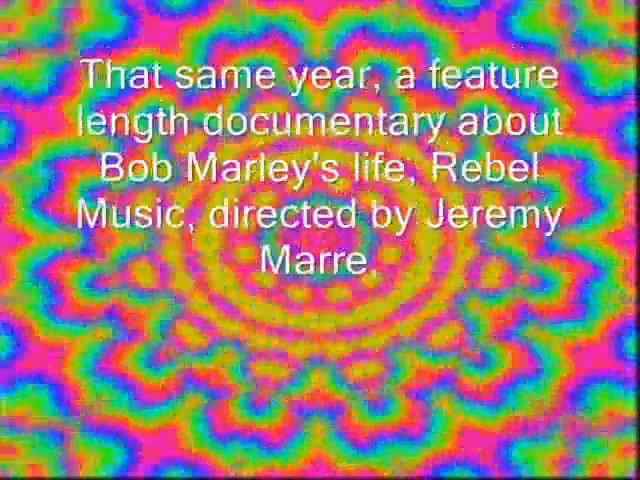 That same year, a feature
length documentary about
Bob Marley's life, Rebel
Music, directed by Jeremy
Marre,